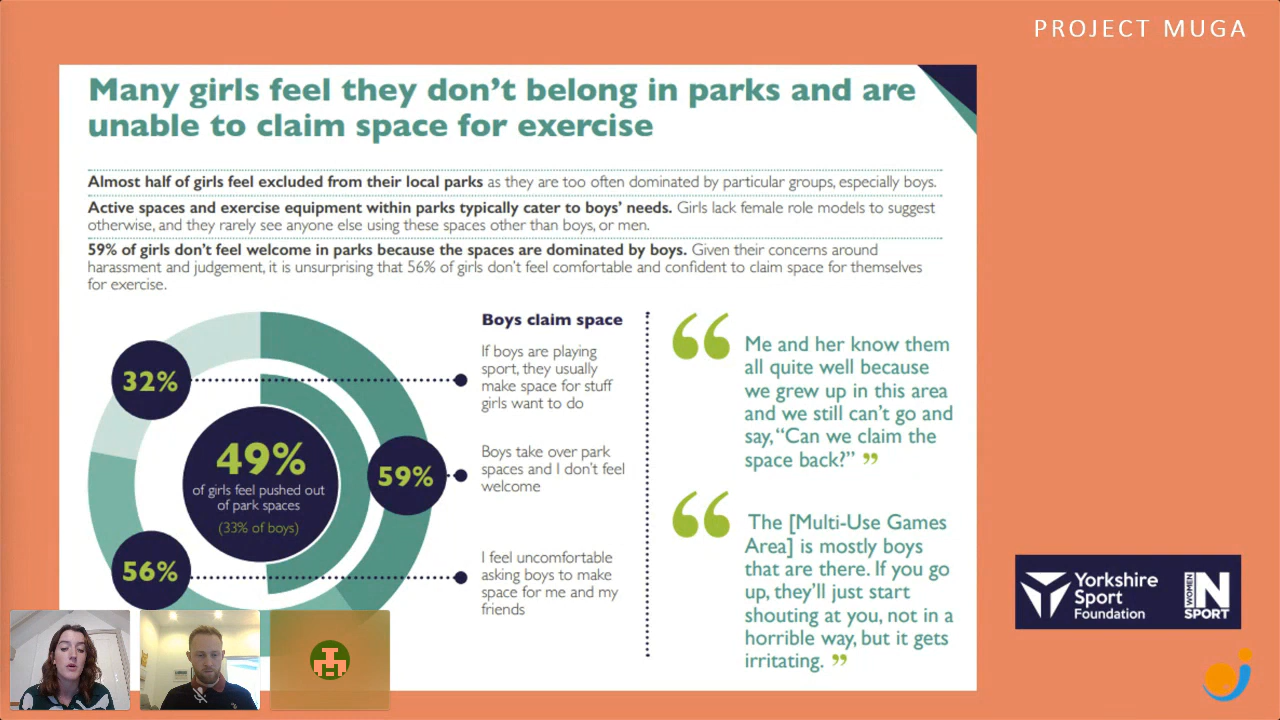 PROJECT MUGA
Many girls feel they don't belong in parks and are
unable to claim space for exercise
Almost half of girls feel excluded from their local parks as they are too often dominated by particular groups, especially boys.
Active spaces and exercise equipment within parks typically cater to boys' needs. Girls lack female role models to suggest
otherwise, and they rarely see anyone else using these spaces other than boys, or men.
59% of girls don't feel welcome in parks because the spaces are dominated by boys. Given their concerns around
harassment and judgement, it is unsurprising that 56% of girls don't feel comfortable and confident to claim space for themselves
for exercise.
32%
49%
of girls feel pushed out
of park spaces
(33% of boys)
59%
56%
Boys claim space
If boys are playing
sport, they usually
make space for stuff
girls want to do
Boys take over park
spaces and I don't feel
welcome
I feel uncomfortable
asking boys to make
space for me and my
friends
“ Me and her know them
all quite well because
we grew up in this area
and we still can't go and
say, “Can we claim the
space back?” ”
“ The [Multi-Use Games
Area] is mostly boys
that are there. If you go
up, they'll just start
shouting at you, not in a
horrible way, but it gets
irritating. ”
Yorkshire
Sport
Foundation
WOMEN
IN
SPORT